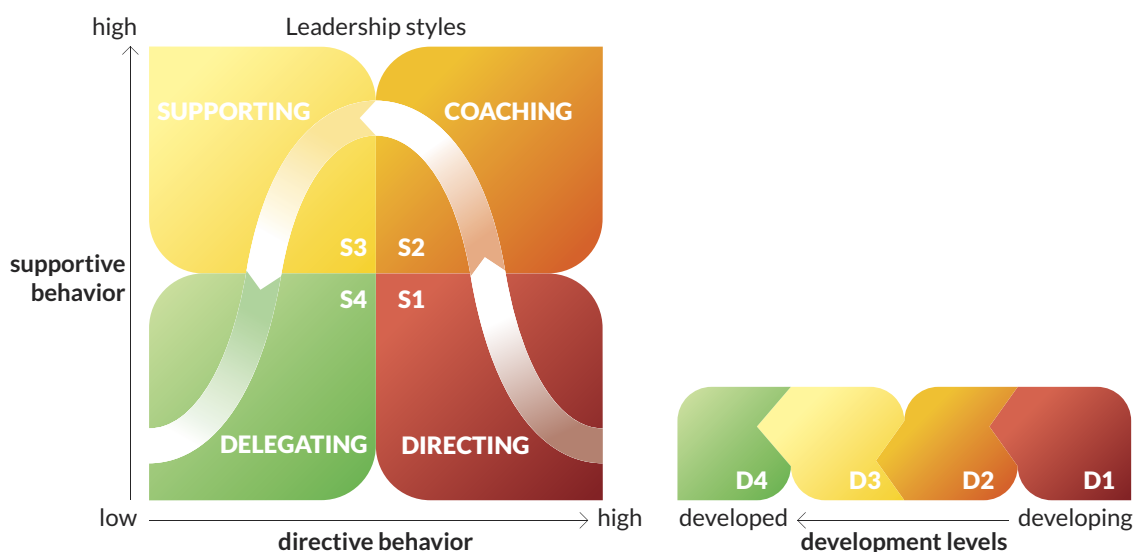 high
Leadership styles
SUPPORTING
COACHING
S3
S2
supportive
behavior
S4
S1
DELEGATING
DIRECTING
low
high
directive behavior
D4
D3
D2
D1
developed
developing
development levels